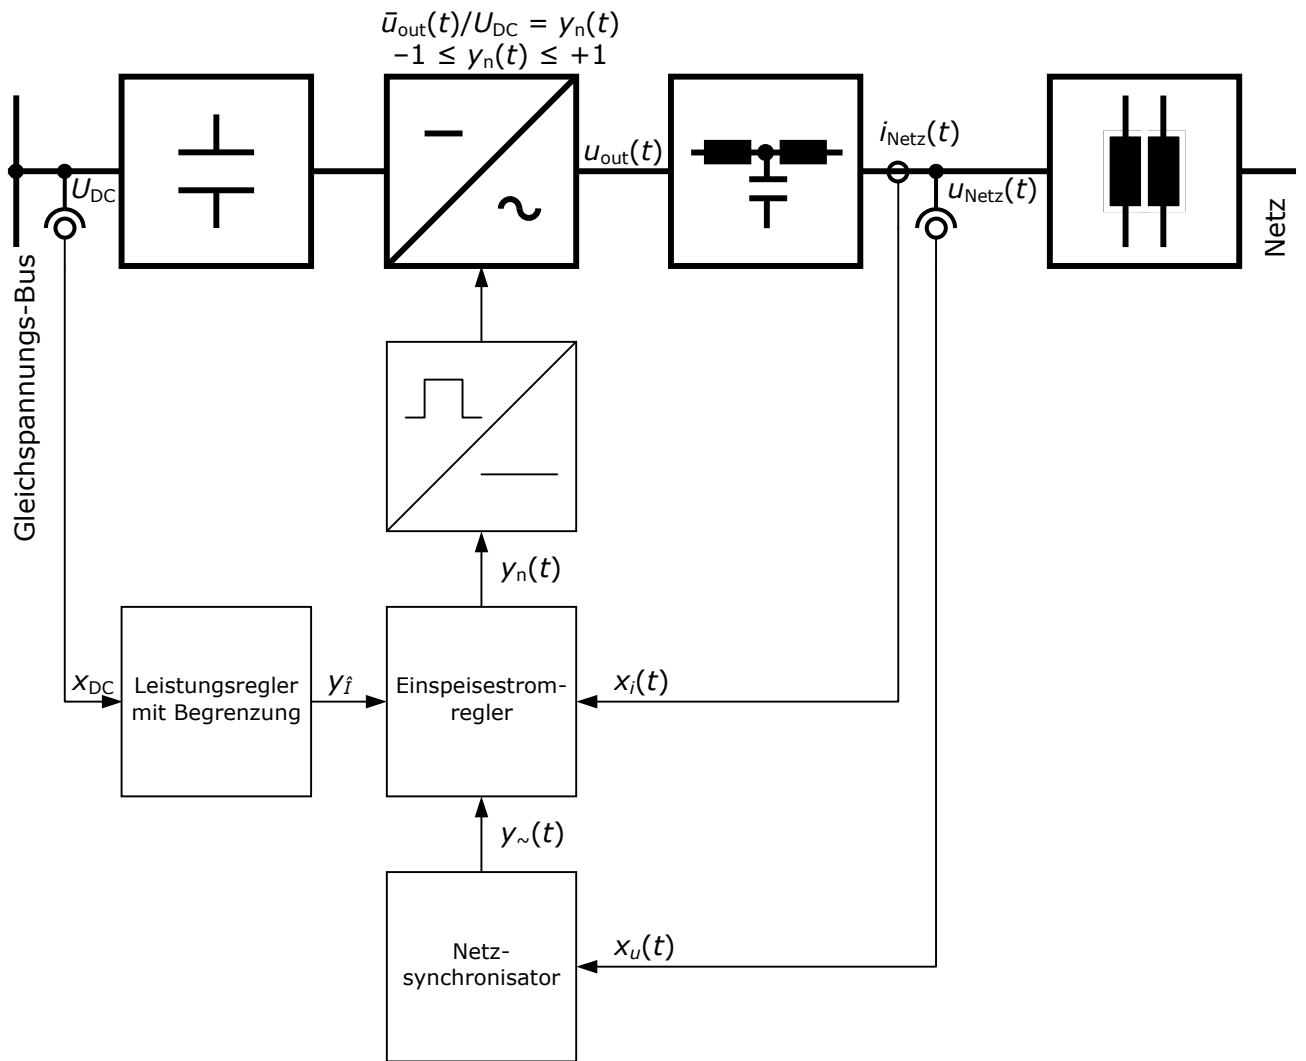 ū_out(t)/U_DC = y_n(t)
–1 ≤ y_n(t) ≤ +1
U_DC
u_out(t)
i_Netz(t)
u_Netz(t)
Netz
Gleichspannungs-Bus
y_n(t)
x_DC
Leistungsregler
mit Begrenzung
y_Î
Einspeisestrom-
regler
x_i(t)
y_~(t)
Netz-
synchronisator
x_u(t)